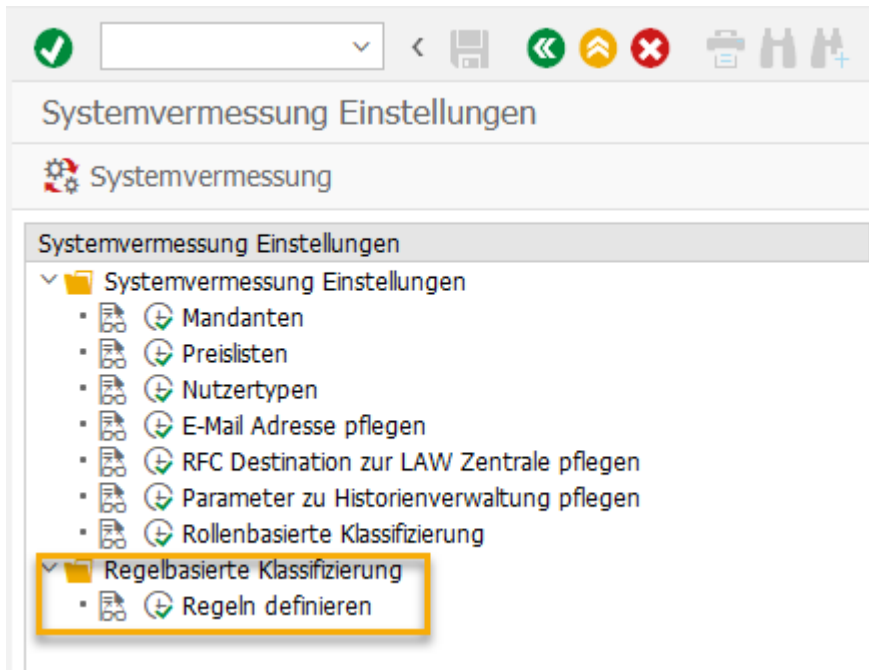 Systemvermessung Einstellungen
Systemvermessung
Systemvermessung Einstellungen
Systemvermessung Einstellungen
Mandanten
Preislisten
Nutzertypen
E-Mail Adresse pflegen
RFC Destination zur LAW Zentrale pflegen
Parameter zu Historienverwaltung pflegen
Rollenbasierte Klassifizierung
Regelbasierte Klassifizierung
Regeln definieren